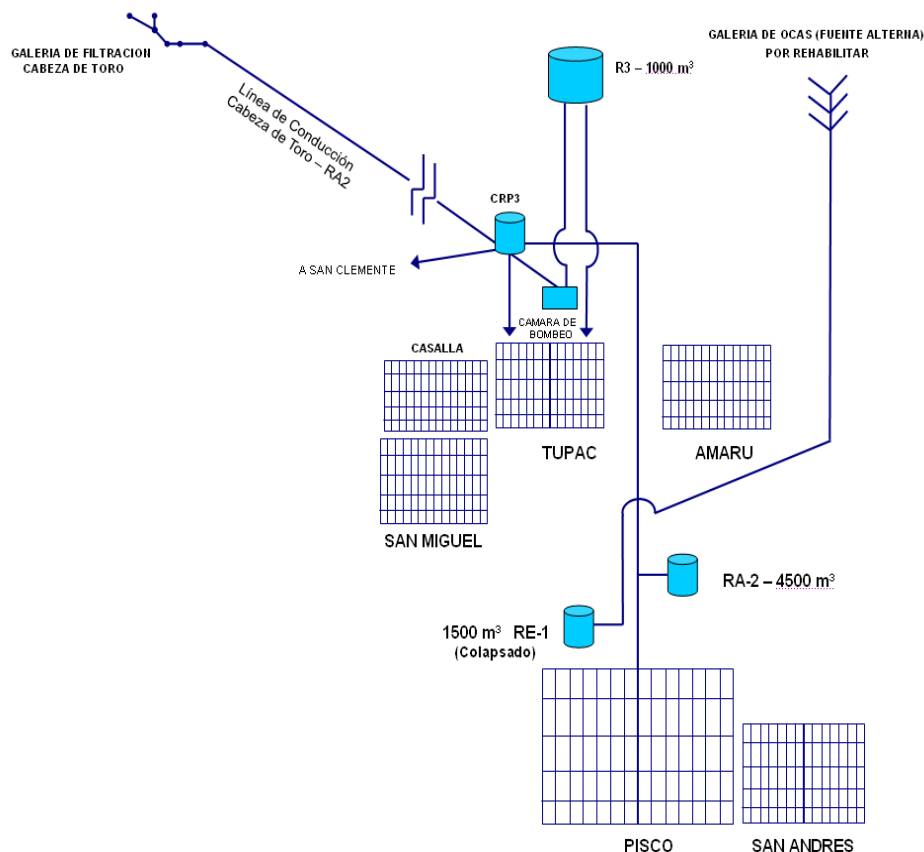 GALERIA DE FILTRACION
CABEZA DE TORO
Línea de Conducción
Cabeza de Toro – RA2
R3 – 1000 m³
GALERIA DE OCAS (FUENTE ALTERNA)
POR REHABILITAR
CRP3
A SAN CLEMENTE
CAMARA DE
BOMBEO
CASALLA
TUPAC
AMARU
SAN MIGUEL
RA-2 – 4500 m³
1500 m³ RE-1
(Colapsado)
PISCO
SAN ANDRES